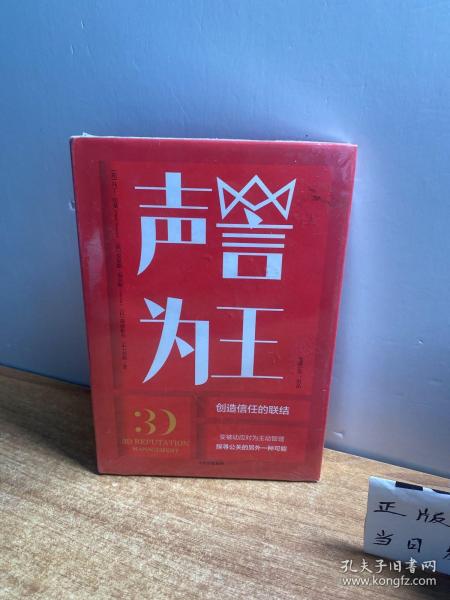 声誉
为王
创造信任的联结
3D
3D REPUTATION
MANAGEMENT
变被动应对为主动管理
探寻公关的另外一种可能
正版
当日
孔夫子旧书网
www.kongfz.com